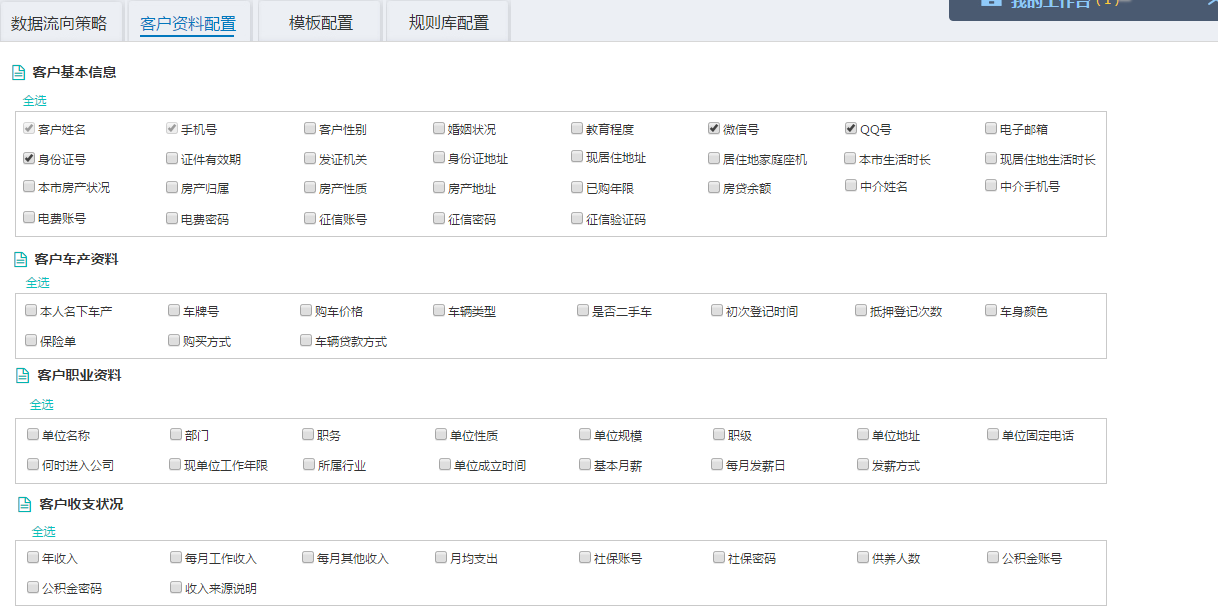 数据流向策略 客户资料配置 模板配置 规则库配置 我的工作台 (1)
客户基本信息
全选
客户姓名 手机号 客户性别 婚姻状况 教育程度 微信号 QQ号 电子邮箱
身份证号 证件有效期 发证机关 身份证地址 现居住地址 居住地家庭座机 本市生活时长 现居住地生活时长
本市房产状况 房产归属 房产性质 房产地址 已购年限 房贷余额 中介姓名 中介手机号
电费账号 电费密码 征信账号 征信密码 征信验证码
客户车产资料
全选
本人名下车产 车牌号 购车价格 车辆类型 是否二手车 初次登记时间 抵押登记次数 车身颜色
保险单 购买方式 车辆贷款方式
客户职业资料
全选
单位名称 部门 职务 单位性质 单位规模 职级 单位地址 单位固定电话
何时进入公司 现单位工作年限 所属行业 单位成立时间 基本月薪 每月发薪日 发薪方式
客户收支状况
全选
年收入 每月工作收入 每月其他收入 月均支出 社保账号 社保密码 供养人数 公积金账号
公积金密码 收入来源说明